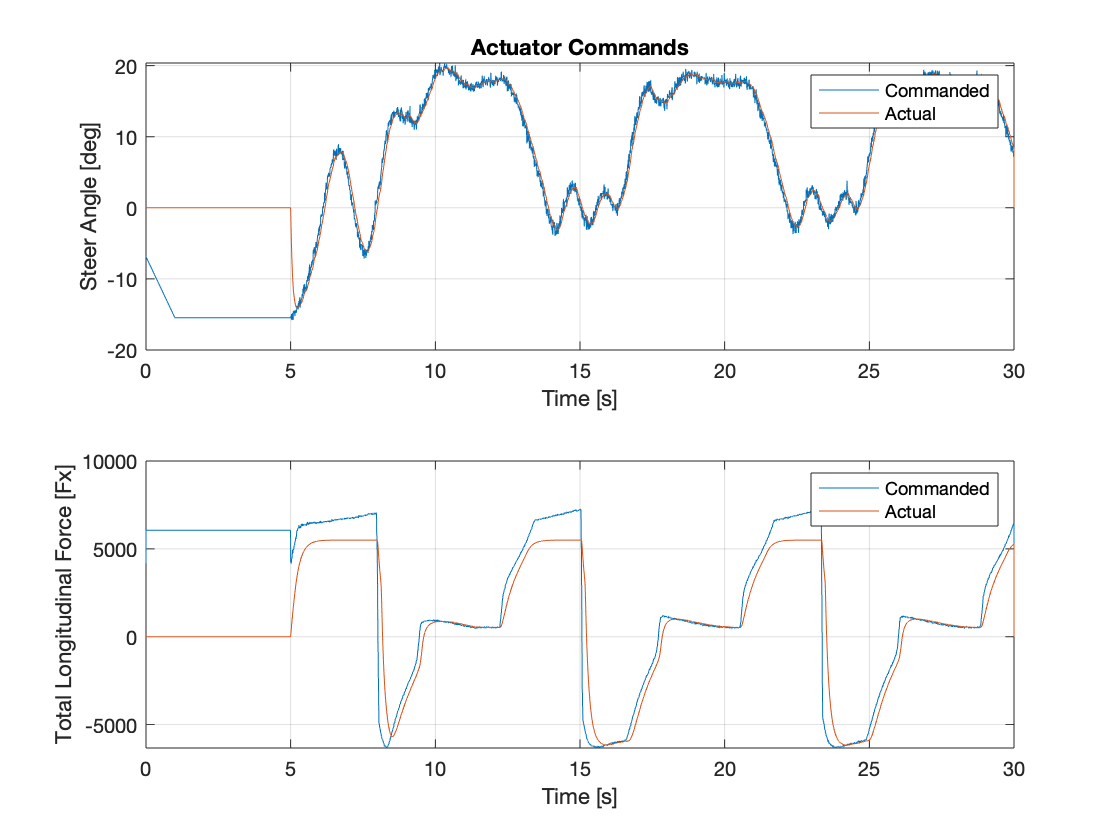 Actuator Commands
Steer Angle [deg]
20
10
0
-10
-20
Commanded
Actual
0 5 10 15 20 25 30
Time [s]
Total Longitudinal Force [Fx]
10000
5000
0
-5000
Commanded
Actual
0 5 10 15 20 25 30
Time [s]